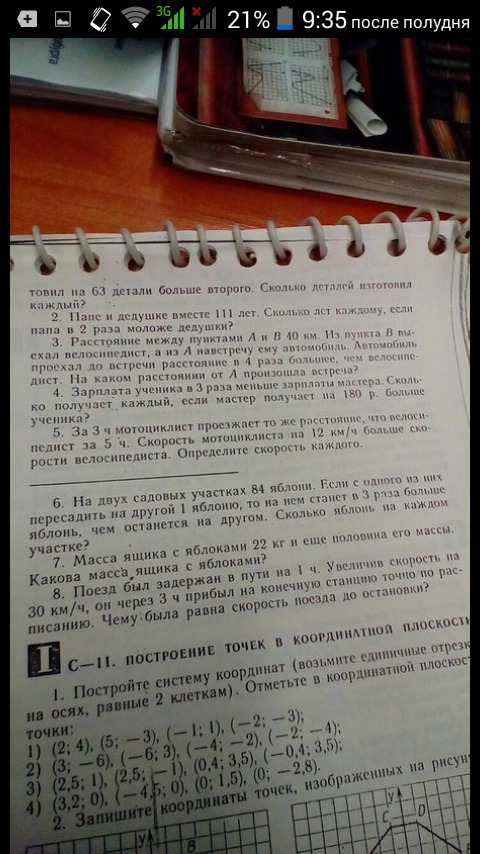 3G 21% 9:35 после полудня
товил на 63 детали больше второго. Сколько деталей изготовил
каждый?
2. Папе и дедушке вместе 111 лет. Сколько лет каждому, если
папа в 2 раза моложе дедушки?
3. Расстояние между пунктами A и B 40 км. Из пункта B вы-
ехал велосипедист, а из A навстречу ему автомобиль. Автомобиль
проехал до встречи расстояние в 4 раза большее, чем велосипе-
дист. На каком расстоянии от A произошла встреча?
4. Зарплата ученика в 3 раза меньше зарплаты мастера. Сколь-
ко получает каждый, если мастер получает на 180 р. больше
ученика?
5. За 3 ч мотоциклист проезжает то же расстояние, что велоси-
педист за 5 ч. Скорость мотоциклиста на 12 км/ч больше ско-
рости велосипедиста. Определите скорость каждого.
6. На двух садовых участках 84 яблони. Если с одного из них
пересадить на другой 1 яблоню, то на нем станет в 3 раза больше
яблонь, чем останется на другом. Сколько яблонь на каждом
участке?
7. Масса ящика с яблоками 22 кг и еще половина его массы.
Какова масса ящика с яблоками?
8. Поезд был задержан в пути на 1 ч. Увеличив скорость на
30 км/ч, он через 3 ч прибыл на конечную станцию точно по рас-
писанию. Чему была равна скорость поезда до остановки?
I С—11. ПОСТРОЕНИЕ ТОЧЕК В КООРДИНАТНОЙ ПЛОСКОСТИ
1. Постройте систему координат (возьмите единичные отрезк
на осях, равные 2 клеткам). Отметьте в координатной плоскост
точки:
1) (2; 4), (5; −3), (−1; 1), (−2; −3);
2) (3; −6), (−6; 3), (−4; −2), (−2; −4);
3) (2,5; 1), (2,5; −1), (0,4; 3,5), (−0,4; 3,5);
4) (3,2; 0), (−4,5; 0), (0; 1,5), (0; −2,8).
2. Запишите координаты точек, изображенных на рисун
y B
y C D